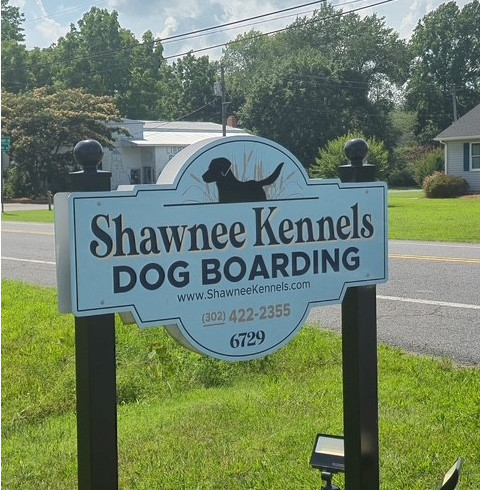 Shawnee Kennels
DOG BOARDING
www.ShawneeKennels.com
(302) 422-2355
6729